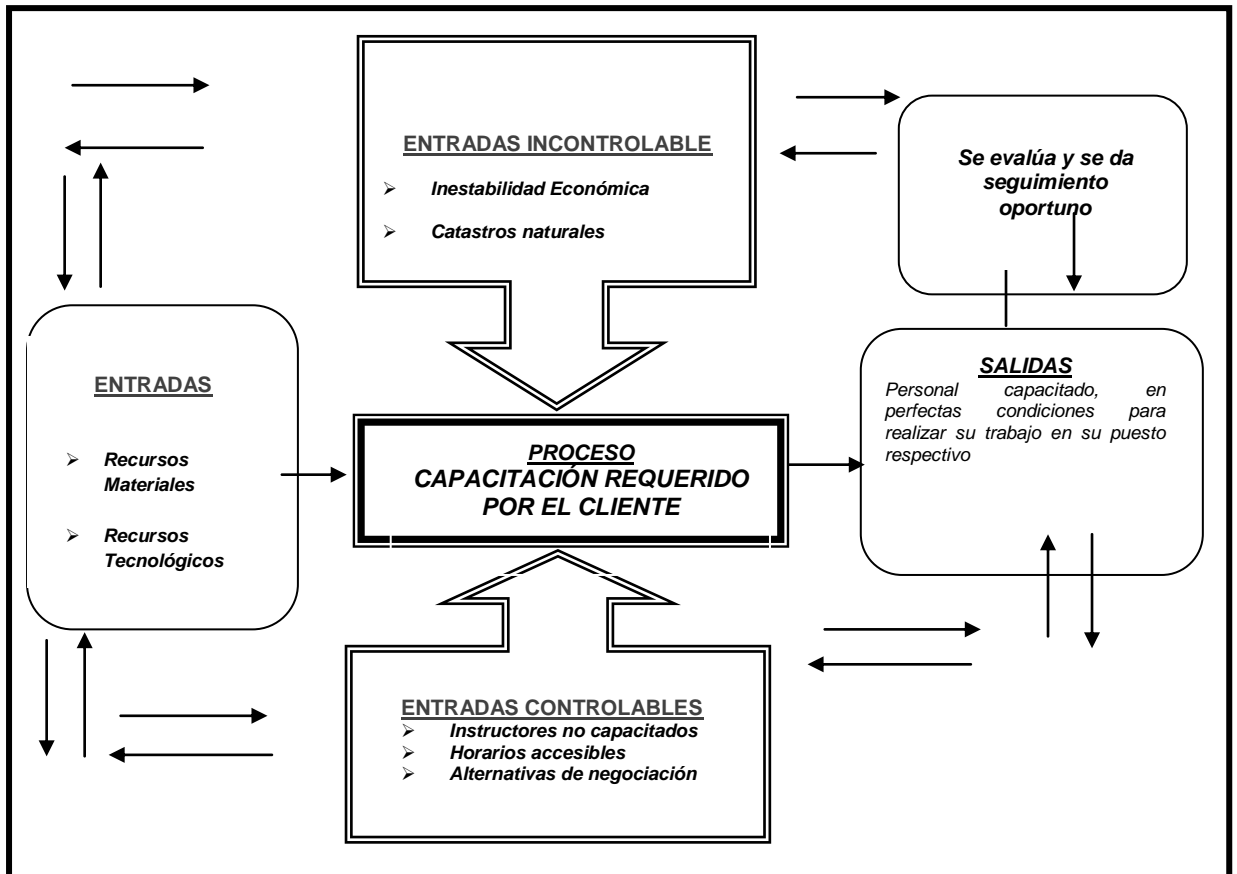 ENTRADAS INCONTROLABLE
➢ Inestabilidad Económica
➢ Catastros naturales
Se evalúa y se da
seguimiento
oportuno
ENTRADAS
➢ Recursos
Materiales
➢ Recursos
Tecnológicos
PROCESO
CAPACITACIÓN REQUERIDO
POR EL CLIENTE
SALIDAS
Personal capacitado, en
perfectas condiciones para
realizar su trabajo en su puesto
respectivo
ENTRADAS CONTROLABLES
➢ Instructores no capacitados
➢ Horarios accesibles
➢ Alternativas de negociación